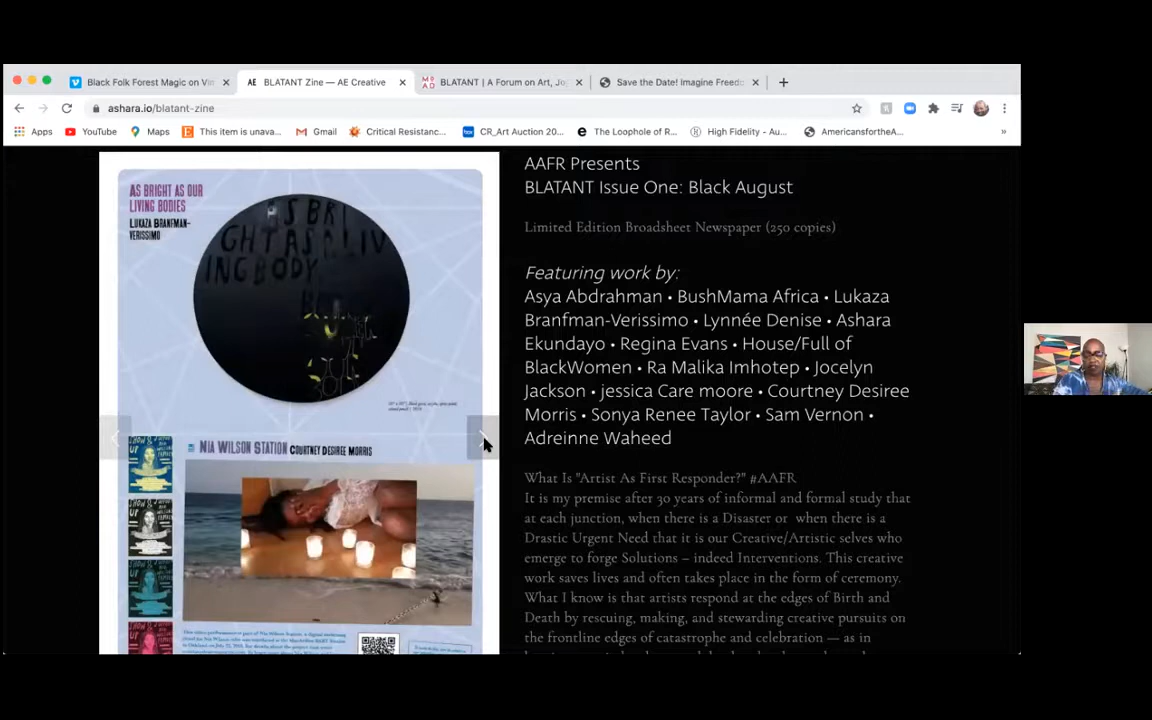 Black Folk Forest Magic on Vim
BLATANT Zine — AE Creative
BLATANT | A Forum on Art, Jo
Save the Date! Imagine Freed
ashara.io/blatant-zine
Apps
YouTube
Maps
This item is unava...
Gmail
Critical Resistanc...
CR_Art Auction 20...
The Loophole of R...
High Fidelity - Au...
AmericansfortheA...
AS BRIGHT AS OUR
LIVING BODIES
LUKAZA BRANFMAN-
VERISSIMO
AS BRI
GHT AS A LIV
ING BODY
NIA WILSON STATION COURTNEY DESIREE MORRIS
AAFR Presents
BLATANT Issue One: Black August
Limited Edition Broadsheet Newspaper (250 copies)
Featuring work by:
Asya Abdrahman • BushMama Africa • Lukaza
Branfman-Verissimo • Lynnée Denise • Ashara
Ekundayo • Regina Evans • House/Full of
BlackWomen • Ra Malika Imhotep • Jocelyn
Jackson • jessica Care moore • Courtney Desiree
Morris • Sonya Renee Taylor • Sam Vernon •
Adreinne Waheed
What Is "Artist As First Responder?" #AAFR
It is my premise after 30 years of informal and formal study that
at each junction, when there is a Disaster or when there is a
Drastic Urgent Need that it is our Creative/Artistic selves who
emerge to forge Solutions – indeed Interventions. This creative
work saves lives and often takes place in the form of ceremony.
What I know is that artists respond at the edges of Birth and
Death by rescuing, making, and stewarding creative pursuits on
the frontline edges of catastrophe and celebration — as in